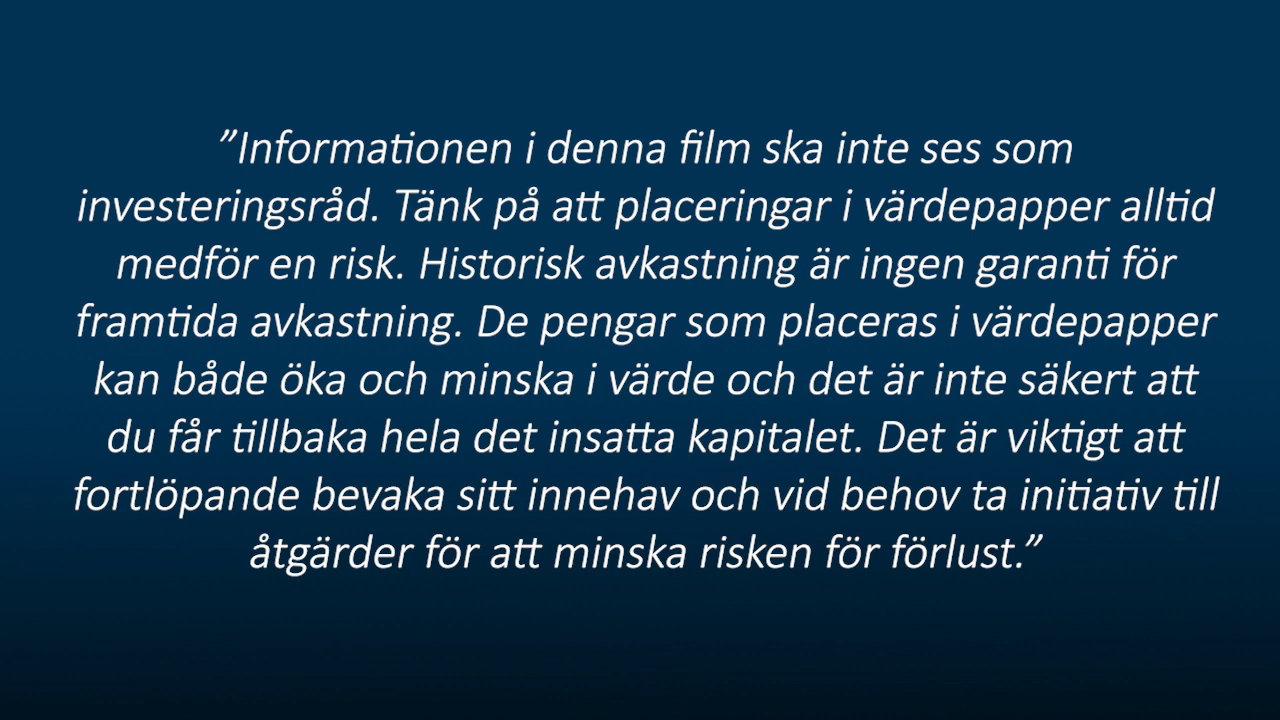 ”Informationen i denna film ska inte ses som
investeringsråd. Tänk på att placeringar i värdepapper alltid
medför en risk. Historisk avkastning är ingen garanti för
framtida avkastning. De pengar som placeras i värdepapper
kan både öka och minska i värde och det är inte säkert att
du får tillbaka hela det insatta kapitalet. Det är viktigt att
fortlöpande bevaka sitt innehav och vid behov ta initiativ till
åtgärder för att minska risken för förlust.”